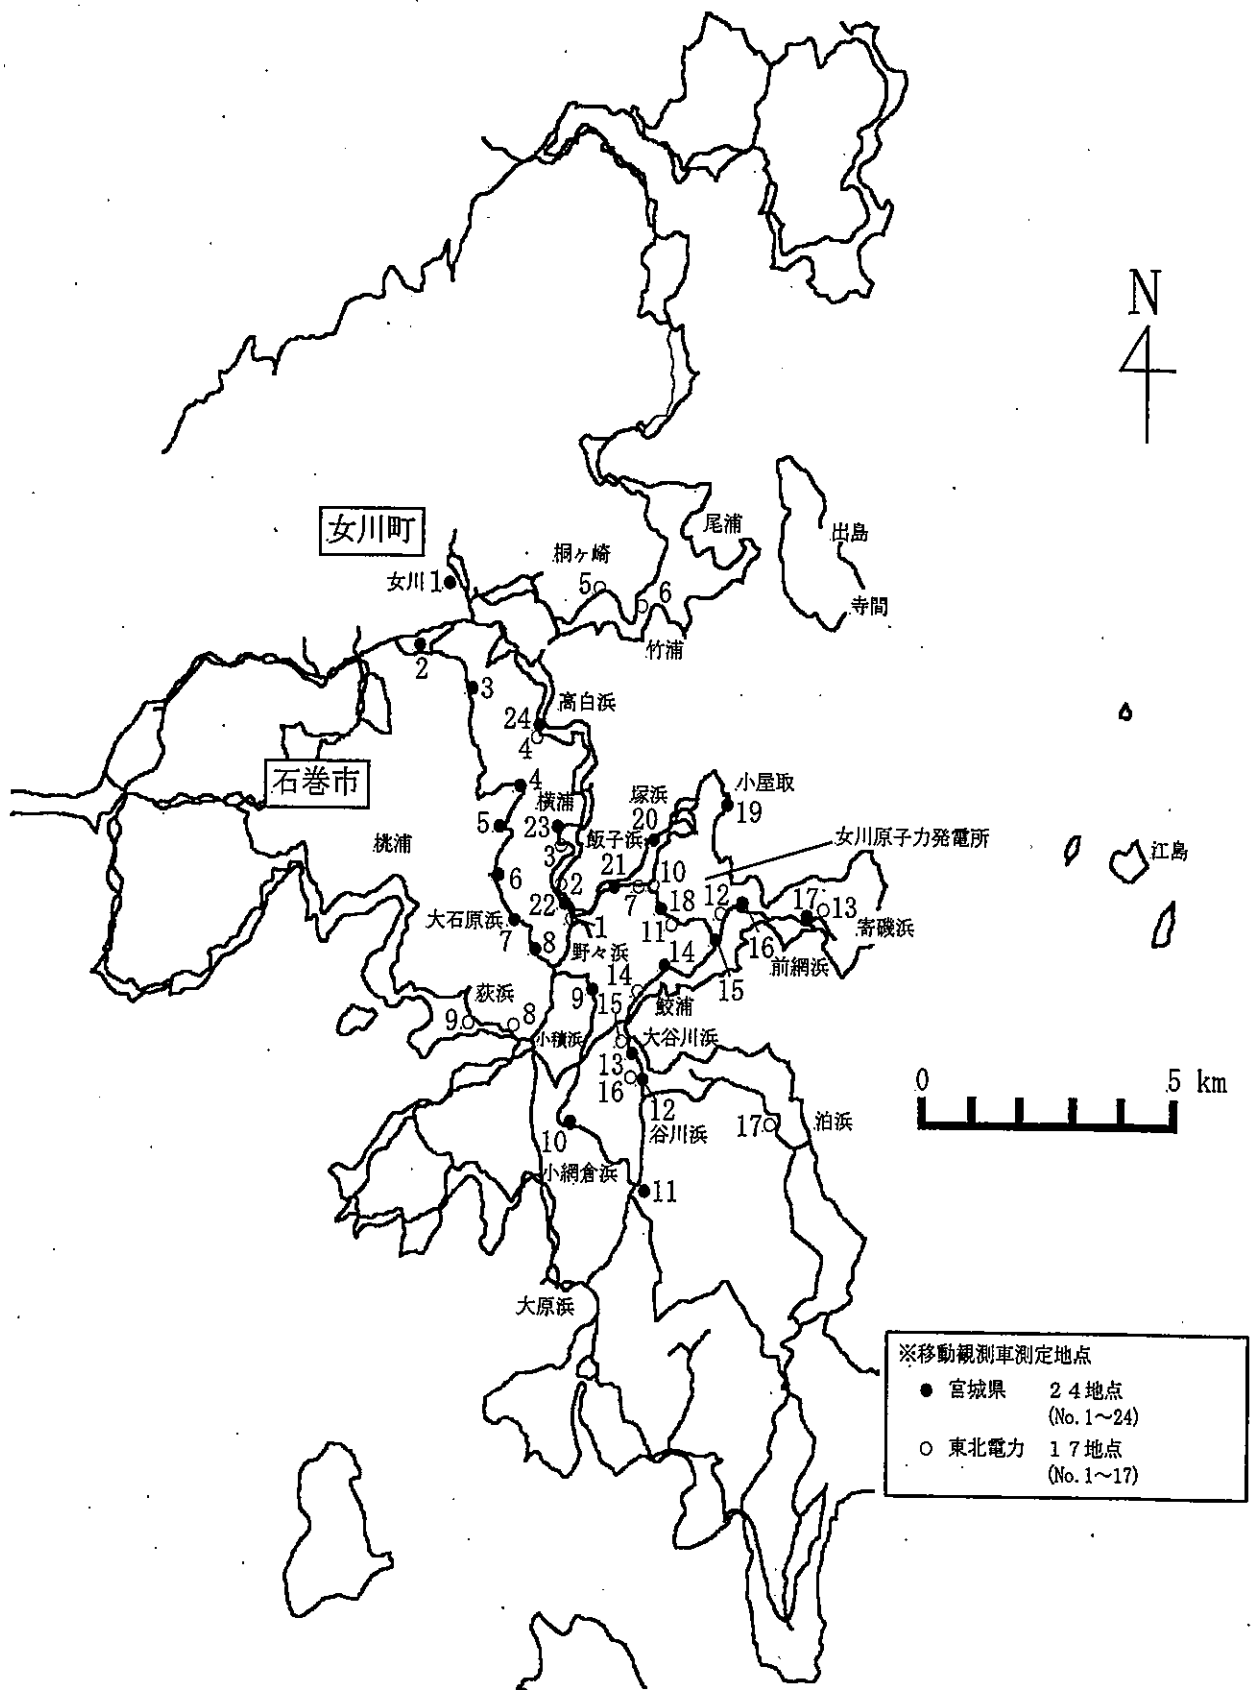 N
尾浦
出島
女川町
桐ヶ崎
女川 1
5
6
寺間
竹浦
2
3
高白浜
24
4
石巻市
4
小屋取
横浦
塚浜
19
5
23
20
飯子浜
女川原子力発電所
桃浦
3
江島
21
6
2
7
10
22
18
12
17
13
大石原浜
1
11
寄磯浜
7
8
野々浜
16
14
前網浜
15
9
14
荻浜
15
鮫浦
9
8
小積浜
大谷川浜
13
16
0
5 km
12
10
谷川浜
17
泊浜
小網倉浜
11
大原浜
※移動観測車測定地点
● 宮城県 24地点
(No.1～24)
○ 東北電力 17地点
(No.1～17)